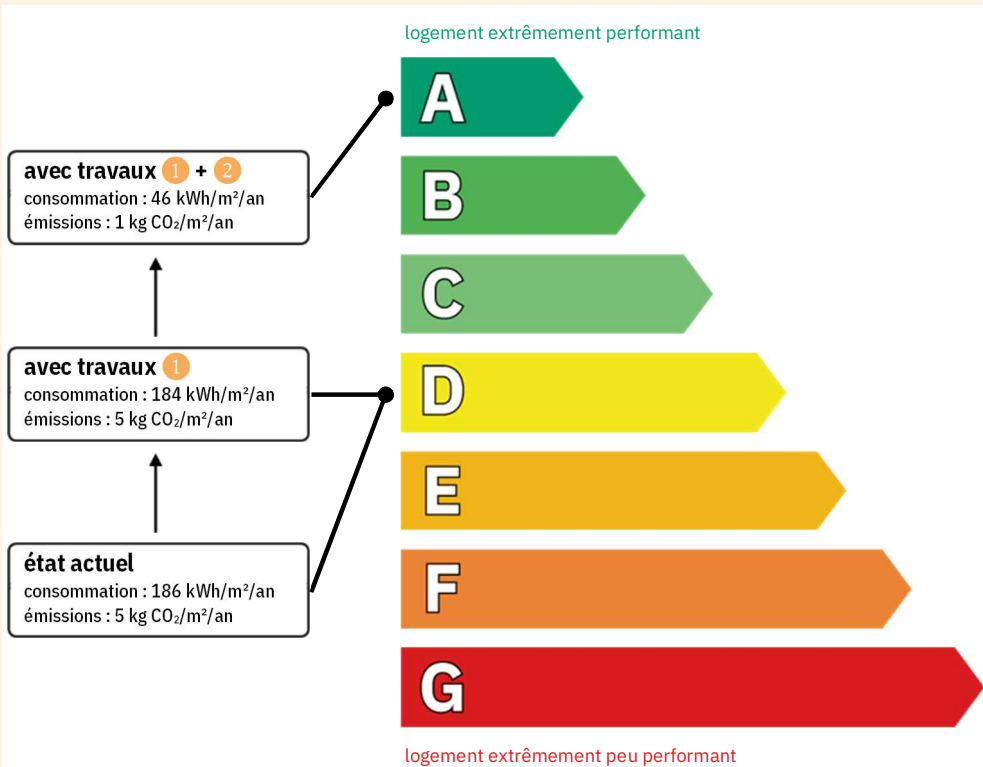 logement extrêmement performant
A
avec travaux 1 + 2
consommation : 46 kWh/m²/an
émissions : 1 kg CO₂/m²/an
B
C
avec travaux 1
consommation : 184 kWh/m²/an
émissions : 5 kg CO₂/m²/an
D
E
état actuel
consommation : 186 kWh/m²/an
émissions : 5 kg CO₂/m²/an
F
G
logement extrêmement peu performant